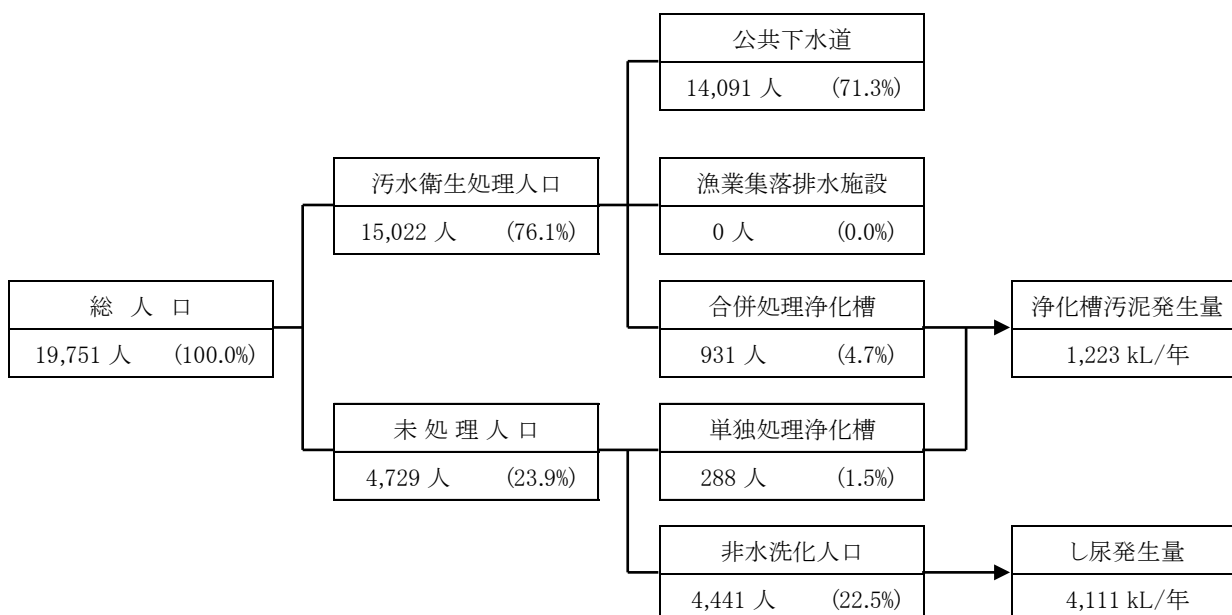 公共下水道
14,091 人 (71.3%)
汚水衛生処理人口
15,022 人 (76.1%)
漁業集落排水施設
0 人 (0.0%)
総 人 口
19,751 人 (100.0%)
合併処理浄化槽
931 人 (4.7%)
浄化槽汚泥発生量
1,223 kL/年
未 処 理 人 口
4,729 人 (23.9%)
単独処理浄化槽
288 人 (1.5%)
非水洗化人口
4,441 人 (22.5%)
し尿発生量
4,111 kL/年